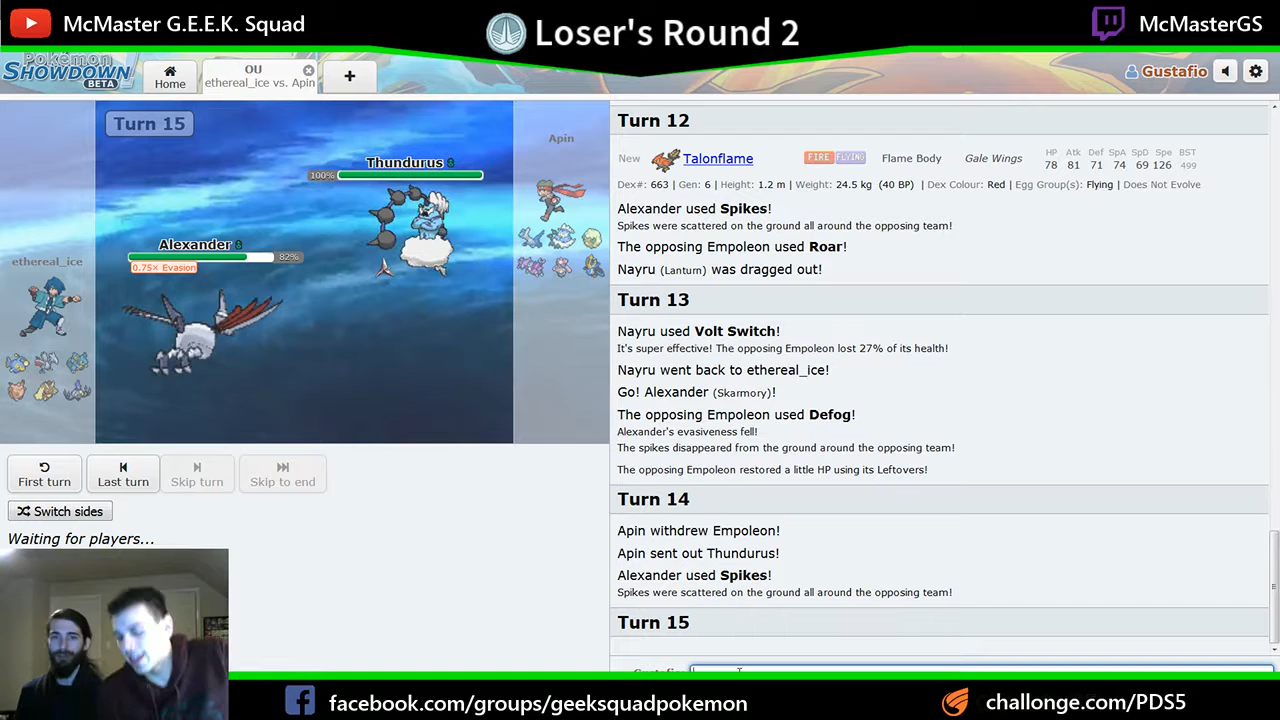 McMaster G.E.E.K. Squad
Loser's Round 2
McMasterGS
Pokémon
SHOWDOWN
BETA
Home
OU
ethereal_ice vs. Apin
Gustafio
Turn 15
Thundurus
100%
Alexander
82%
0.75× Evasion
ethereal_ice
Apin
First turn
Last turn
Skip turn
Skip to end
Switch sides
Waiting for players...
Turn 12
New Talonflame FIRE FLYING Flame Body Gale Wings
HP Atk Def SpA SpD Spe BST
78 81 71 74 69 126 499
Dex#: 663 | Gen: 6 | Height: 1.2 m | Weight: 24.5 kg (40 BP) | Dex Colour: Red | Egg Group(s): Flying | Does Not Evolve
Alexander used Spikes!
Spikes were scattered on the ground all around the opposing team!
The opposing Empoleon used Roar!
Nayru (Lanturn) was dragged out!
Turn 13
Nayru used Volt Switch!
It's super effective! The opposing Empoleon lost 27% of its health!
Nayru went back to ethereal_ice!
Go! Alexander (Skarmory)!
The opposing Empoleon used Defog!
Alexander's evasiveness fell!
The spikes disappeared from the ground around the opposing team!
The opposing Empoleon restored a little HP using its Leftovers!
Turn 14
Apin withdrew Empoleon!
Apin sent out Thundurus!
Alexander used Spikes!
Spikes were scattered on the ground all around the opposing team!
Turn 15
facebook.com/groups/geeksquadpokemon
challonge.com/PDS5